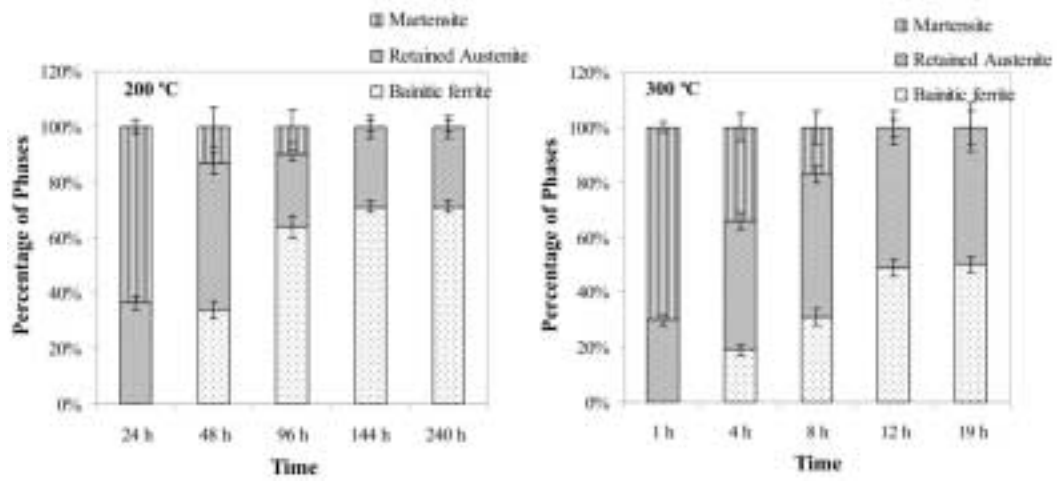 Martensite
Retained Austenite
Bainitic ferrite
200 °C
120%
100%
80%
60%
40%
20%
0%
Percentage of Phases
24 h 48 h 96 h 144 h 240 h
Time
Martensite
Retained Austenite
Bainitic ferrite
300 °C
120%
100%
80%
60%
40%
20%
0%
Percentage of Phases
1 h 4 h 8 h 12 h 19 h
Time